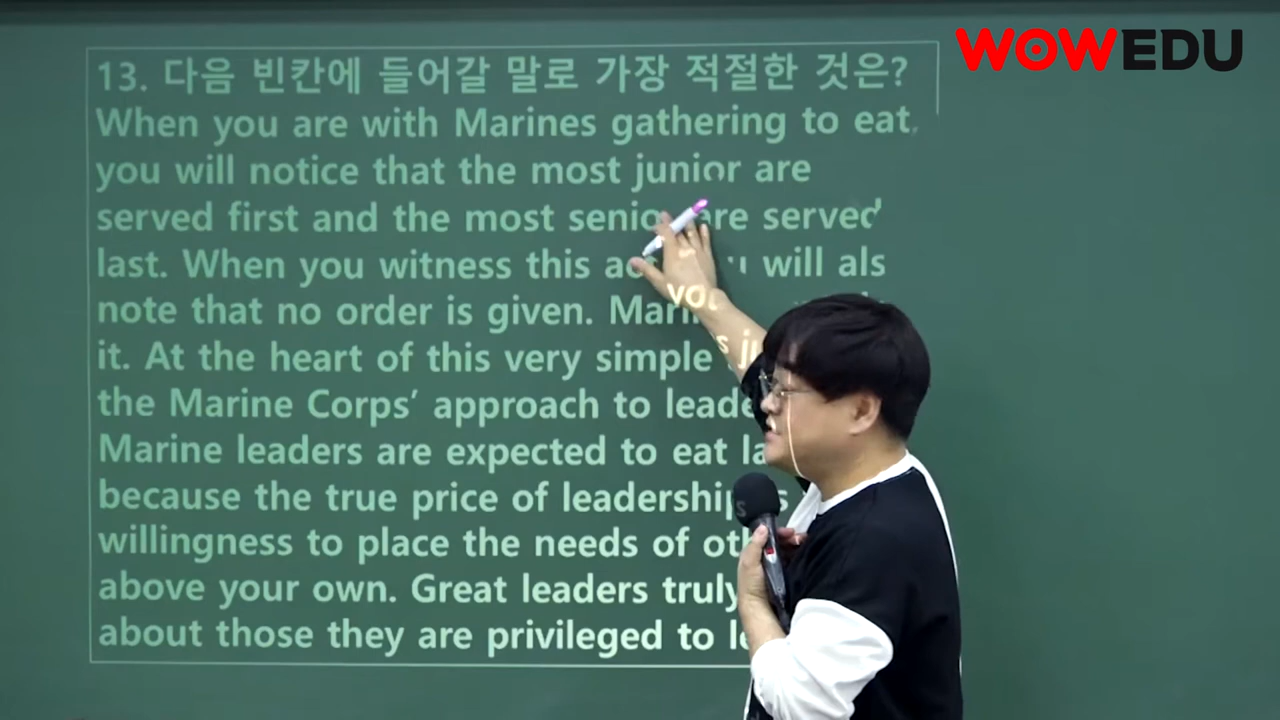 WOWEDU
13. 다음 빈칸에 들어갈 말로 가장 적절한 것은?
When you are with Marines gathering to eat,
you will notice that the most junior are
served first and the most senior are served
last. When you witness this you will als
note that no order is given.
it. At the heart of this very simple
the Marine Corps' approach to
Marine leaders are expected to eat
because the true price of leadership is
willingness to place the needs of
above your own. Great leaders truly
about those they are privileged to